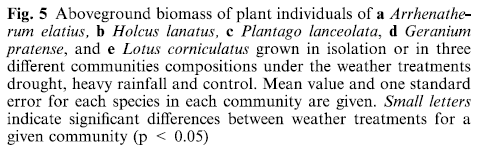 Fig. 5 Aboveground biomass of plant individuals of a Arrhenathe-
rum elatius, b Holcus lanatus, c Plantago lanceolata, d Geranium
pratense, and e Lotus corniculatus grown in isolation or in three
different communities compositions under the weather treatments
drought, heavy rainfall and control. Mean value and one standard
error for each species in each community are given. Small letters
indicate significant differences between weather treatments for a
given community (p < 0.05)